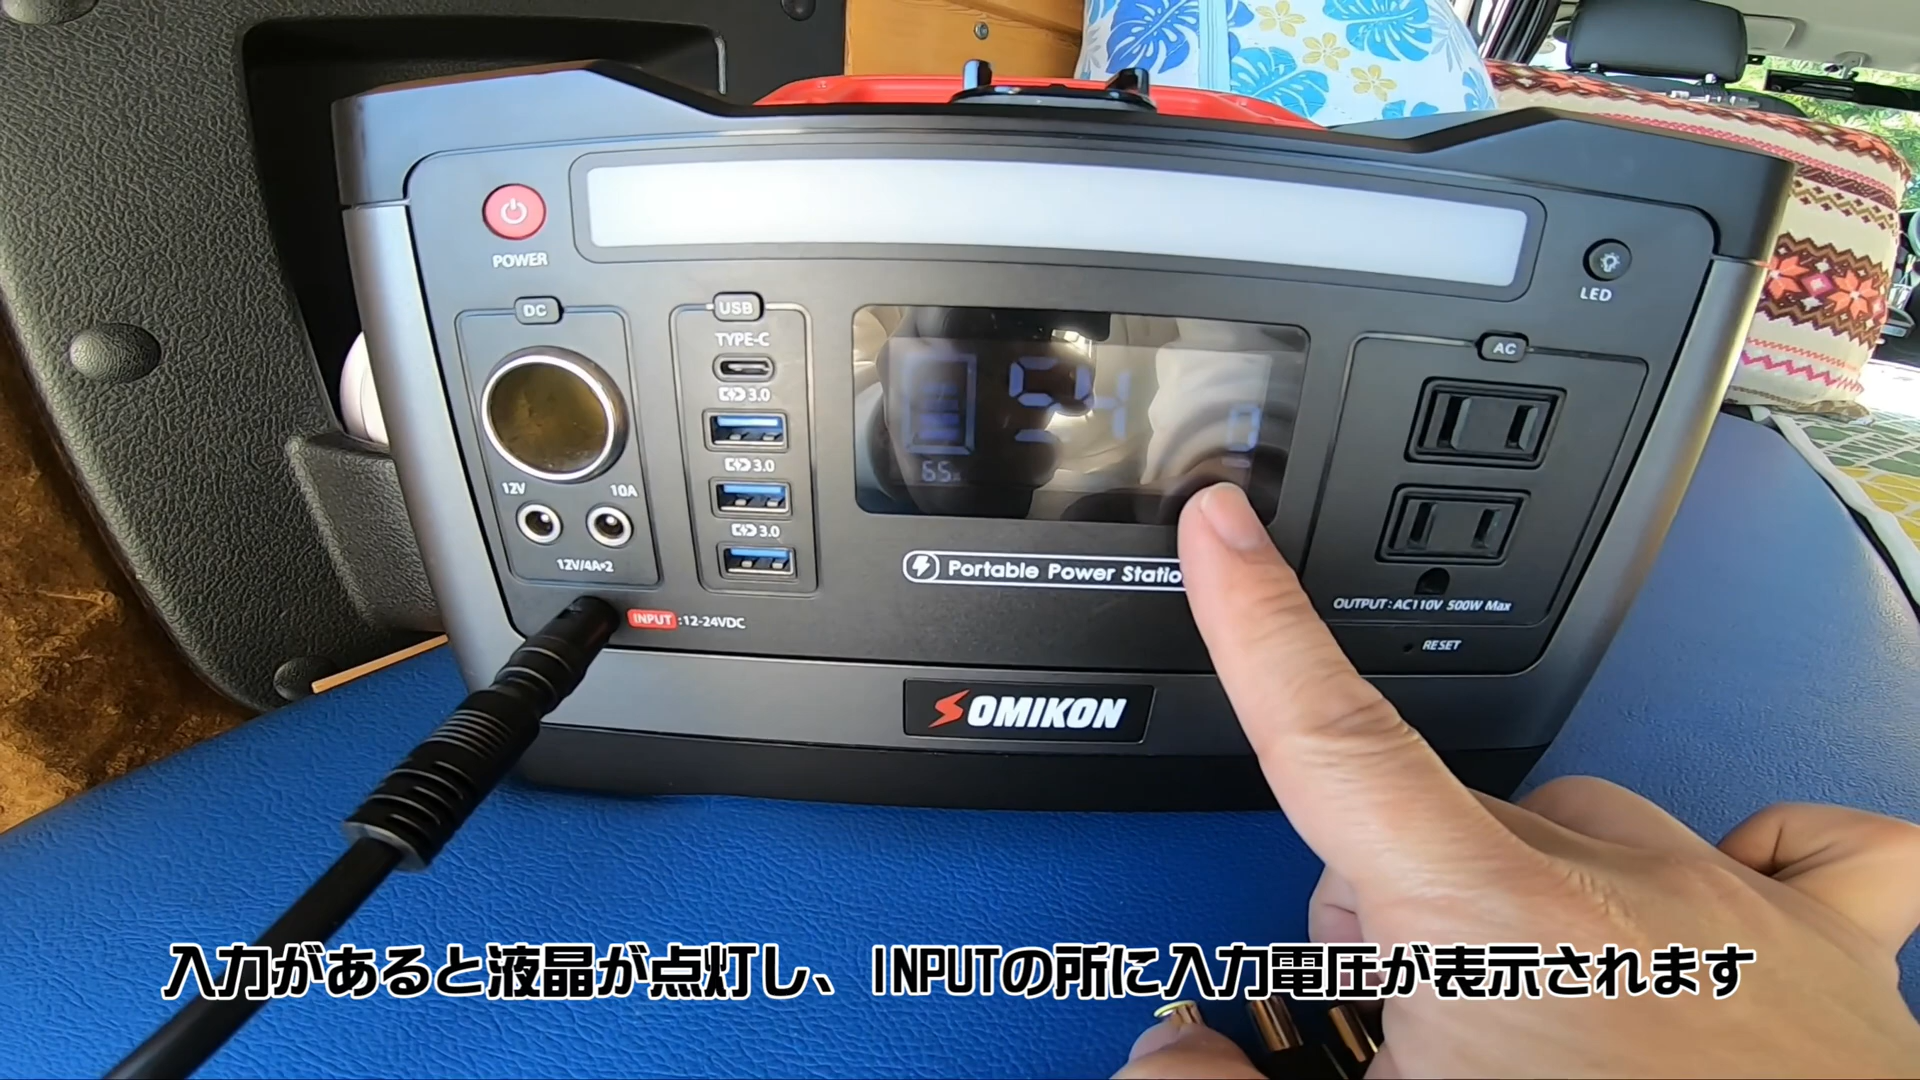 POWER
LED
DC
USB
AC
TYPE-C
3.0
3.0
3.0
54
0
65%
12V
10A
12V/4A×2
Portable Power Statio
OUTPUT:AC110V 500W Max
INPUT:12-24VDC
RESET
SOMIKON
入力があると液晶が点灯し、INPUTの所に入力電圧が表示されます